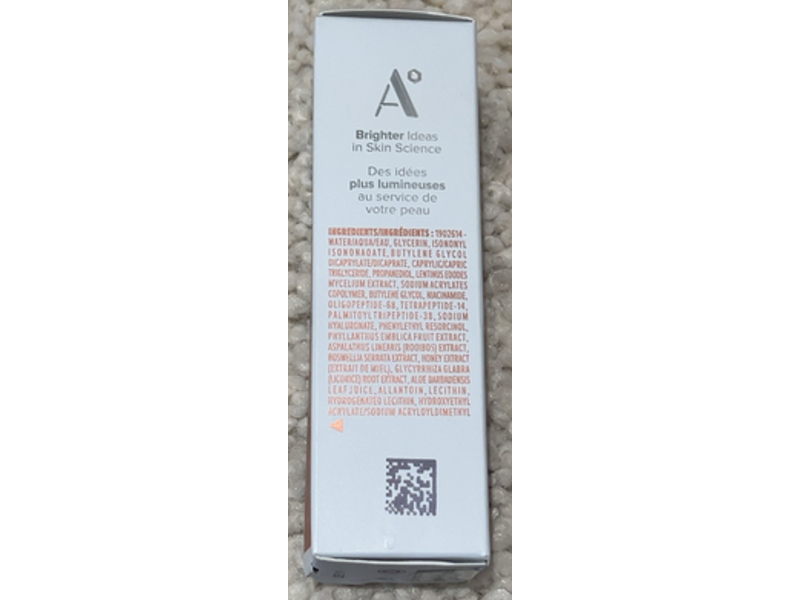 A°
Brighter Ideas
in Skin Science
Des idées
plus lumineuses
au service de
votre peau
INGREDIENTS/INGRÉDIENTS : 1902614 -
WATER/AQUA/EAU, GLYCERIN, ISONONYL
ISONONAOATE, BUTYLENE GLYCOL
DICAPRYLATE/DICAPRATE, CAPRYLIC/CAPRIC
TRIGLYCERIDE, PROPANEDIOL, LENTINUS EDODES
MYCELIUM EXTRACT, SODIUM ACRYLATES
COPOLYMER, BUTYLENE GLYCOL, NIACINAMIDE,
OLIGOPEPTIDE-68, TETRAPEPTIDE-14,
PALMITOYL TRIPEPTIDE-38, SODIUM
HYALURONATE, PHENYLETHYL RESORCINOL,
PHYLLANTHUS EMBLICA FRUIT EXTRACT,
ASPALATHUS LINEARIS (ROOIBOS) EXTRACT,
BOSWELLIA SERRATA EXTRACT, HONEY EXTRACT
(EXTRAIT DE MIEL), GLYCYRRHIZA GLABRA
(LICORICE) ROOT EXTRACT, ALOE BARBADENSIS
LEAF JUICE, ALLANTOIN, LECITHIN,
HYDROGENATED LECITHIN, HYDROXYETHYL
ACRYLATE/SODIUM ACRYLOYLDIMETHYL